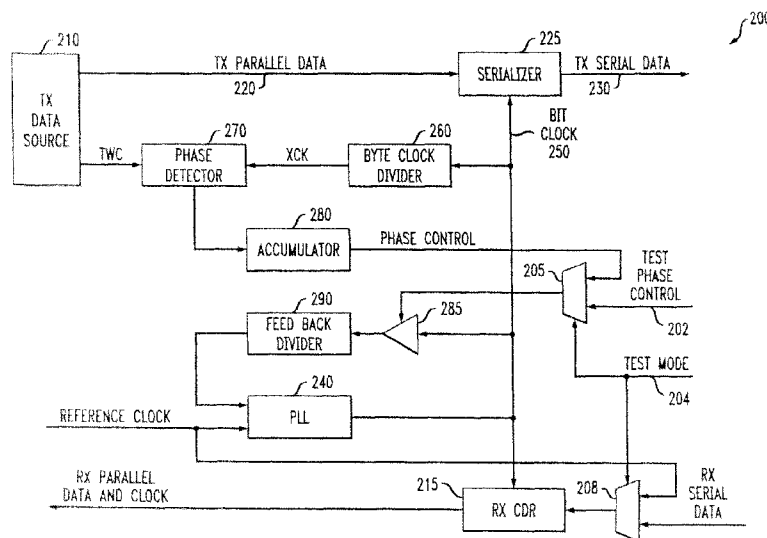 200
210
TX
DATA
SOURCE
TX PARALLEL DATA
220
225
SERIALIZER
TX SERIAL DATA
230
BIT
CLOCK
250
TWC
270
PHASE
DETECTOR
XCK
260
BYTE CLOCK
DIVIDER
280
ACCUMULATOR
PHASE CONTROL
205
TEST
PHASE
CONTROL
202
290
FEED BACK
DIVIDER
285
TEST MODE
204
240
PLL
REFERENCE CLOCK
RX PARALLEL
DATA AND CLOCK
215
RX CDR
208
RX
SERIAL
DATA